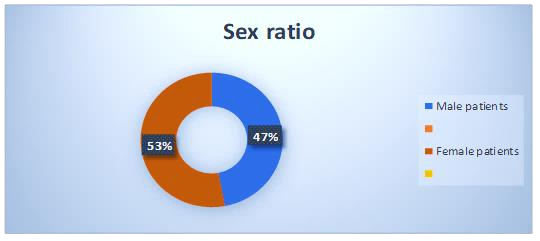 Sex ratio
47%
53%
Male patients
Female patients